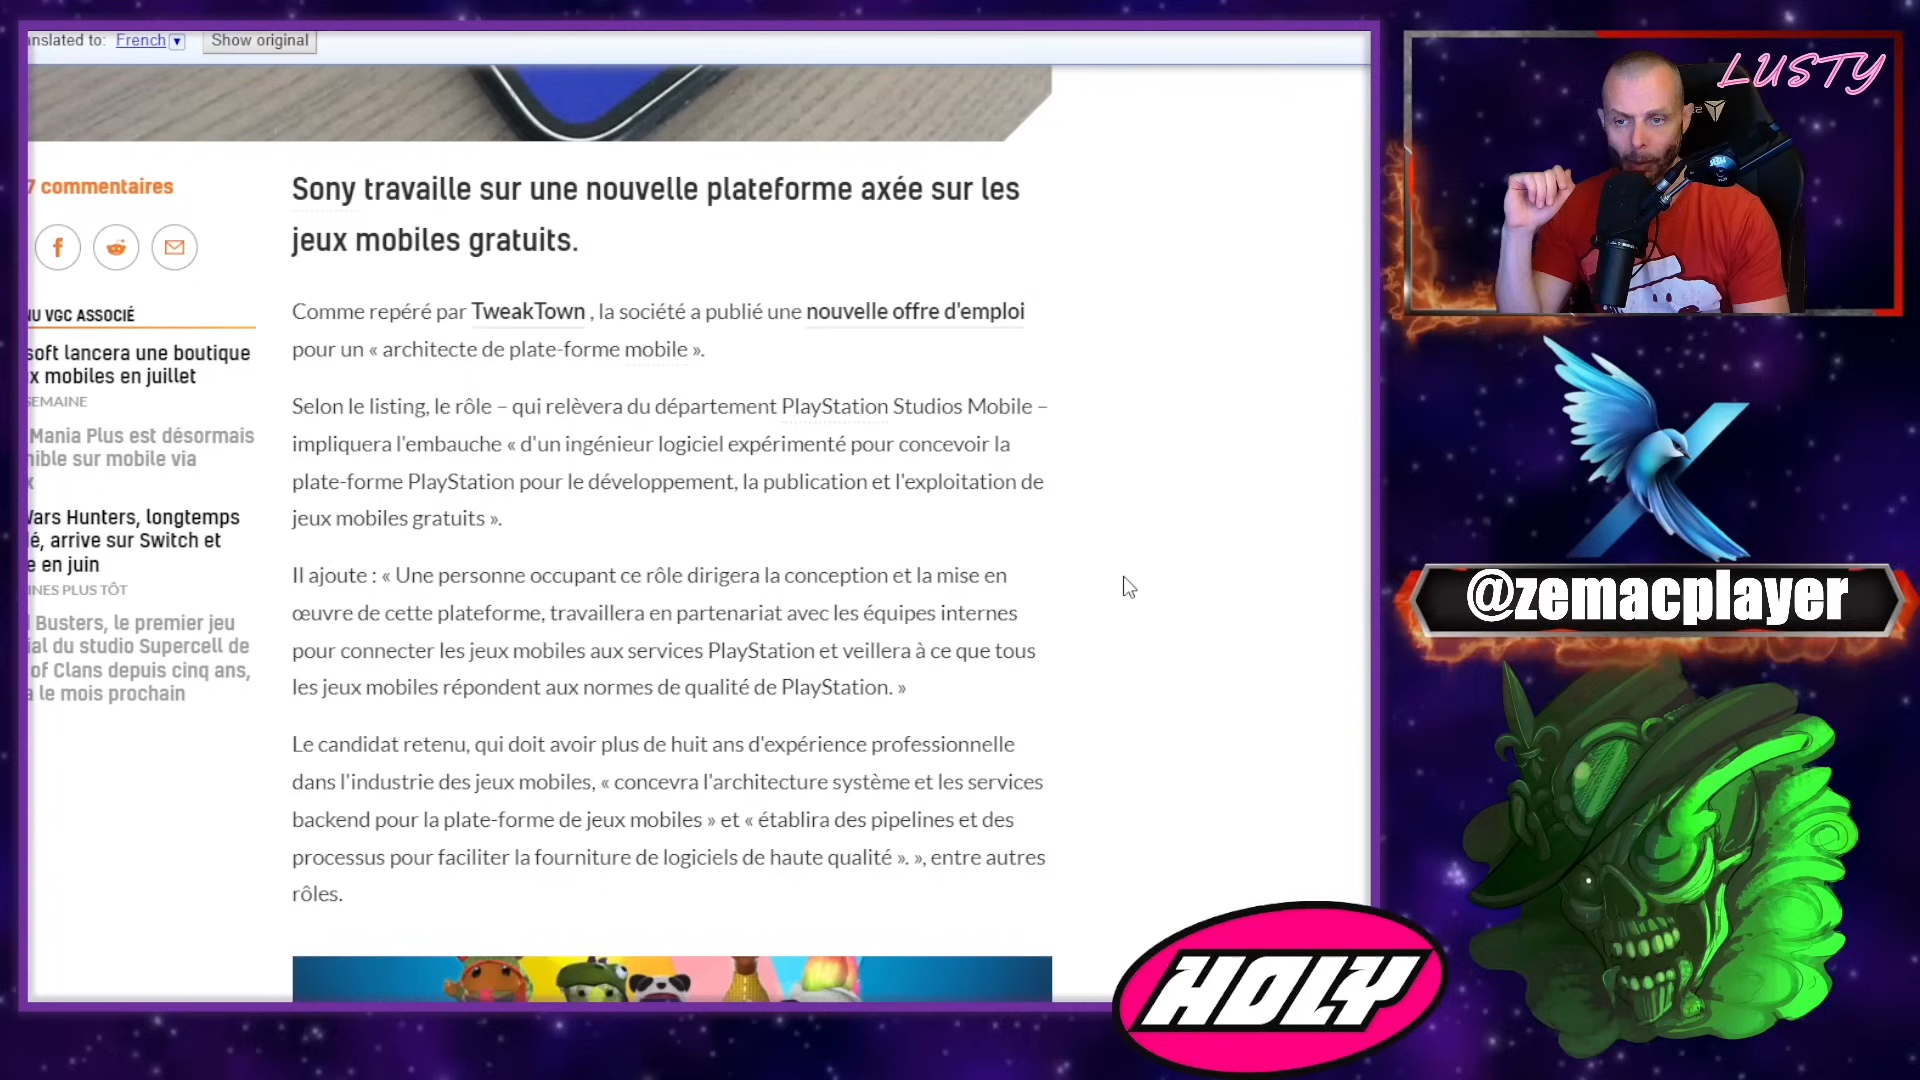 anslated to: French Show original
7 commentaires
NU VGC ASSOCIÉ
soft lancera une boutique
x mobiles en juillet
SEMAINE
Mania Plus est désormais
nible sur mobile via
x
Wars Hunters, longtemps
é, arrive sur Switch et
e en juin
INES PLUS TÔT
Busters, le premier jeu
ial du studio Supercell de
of Clans depuis cinq ans,
a le mois prochain
Sony travaille sur une nouvelle plateforme axée sur les
jeux mobiles gratuits.
Comme repéré par TweakTown , la société a publié une nouvelle offre d'emploi
pour un « architecte de plate-forme mobile ».
Selon le listing, le rôle – qui relèvera du département PlayStation Studios Mobile –
impliquera l'embauche « d'un ingénieur logiciel expérimenté pour concevoir la
plate-forme PlayStation pour le développement, la publication et l'exploitation de
jeux mobiles gratuits ».
Il ajoute : « Une personne occupant ce rôle dirigera la conception et la mise en
œuvre de cette plateforme, travaillera en partenariat avec les équipes internes
pour connecter les jeux mobiles aux services PlayStation et veillera à ce que tous
les jeux mobiles répondent aux normes de qualité de PlayStation. »
Le candidat retenu, qui doit avoir plus de huit ans d'expérience professionnelle
dans l'industrie des jeux mobiles, « concevra l'architecture système et les services
backend pour la plate-forme de jeux mobiles » et « établira des pipelines et des
processus pour faciliter la fourniture de logiciels de haute qualité ». », entre autres
rôles.
LUSTY
@zemacplayer
HOLY